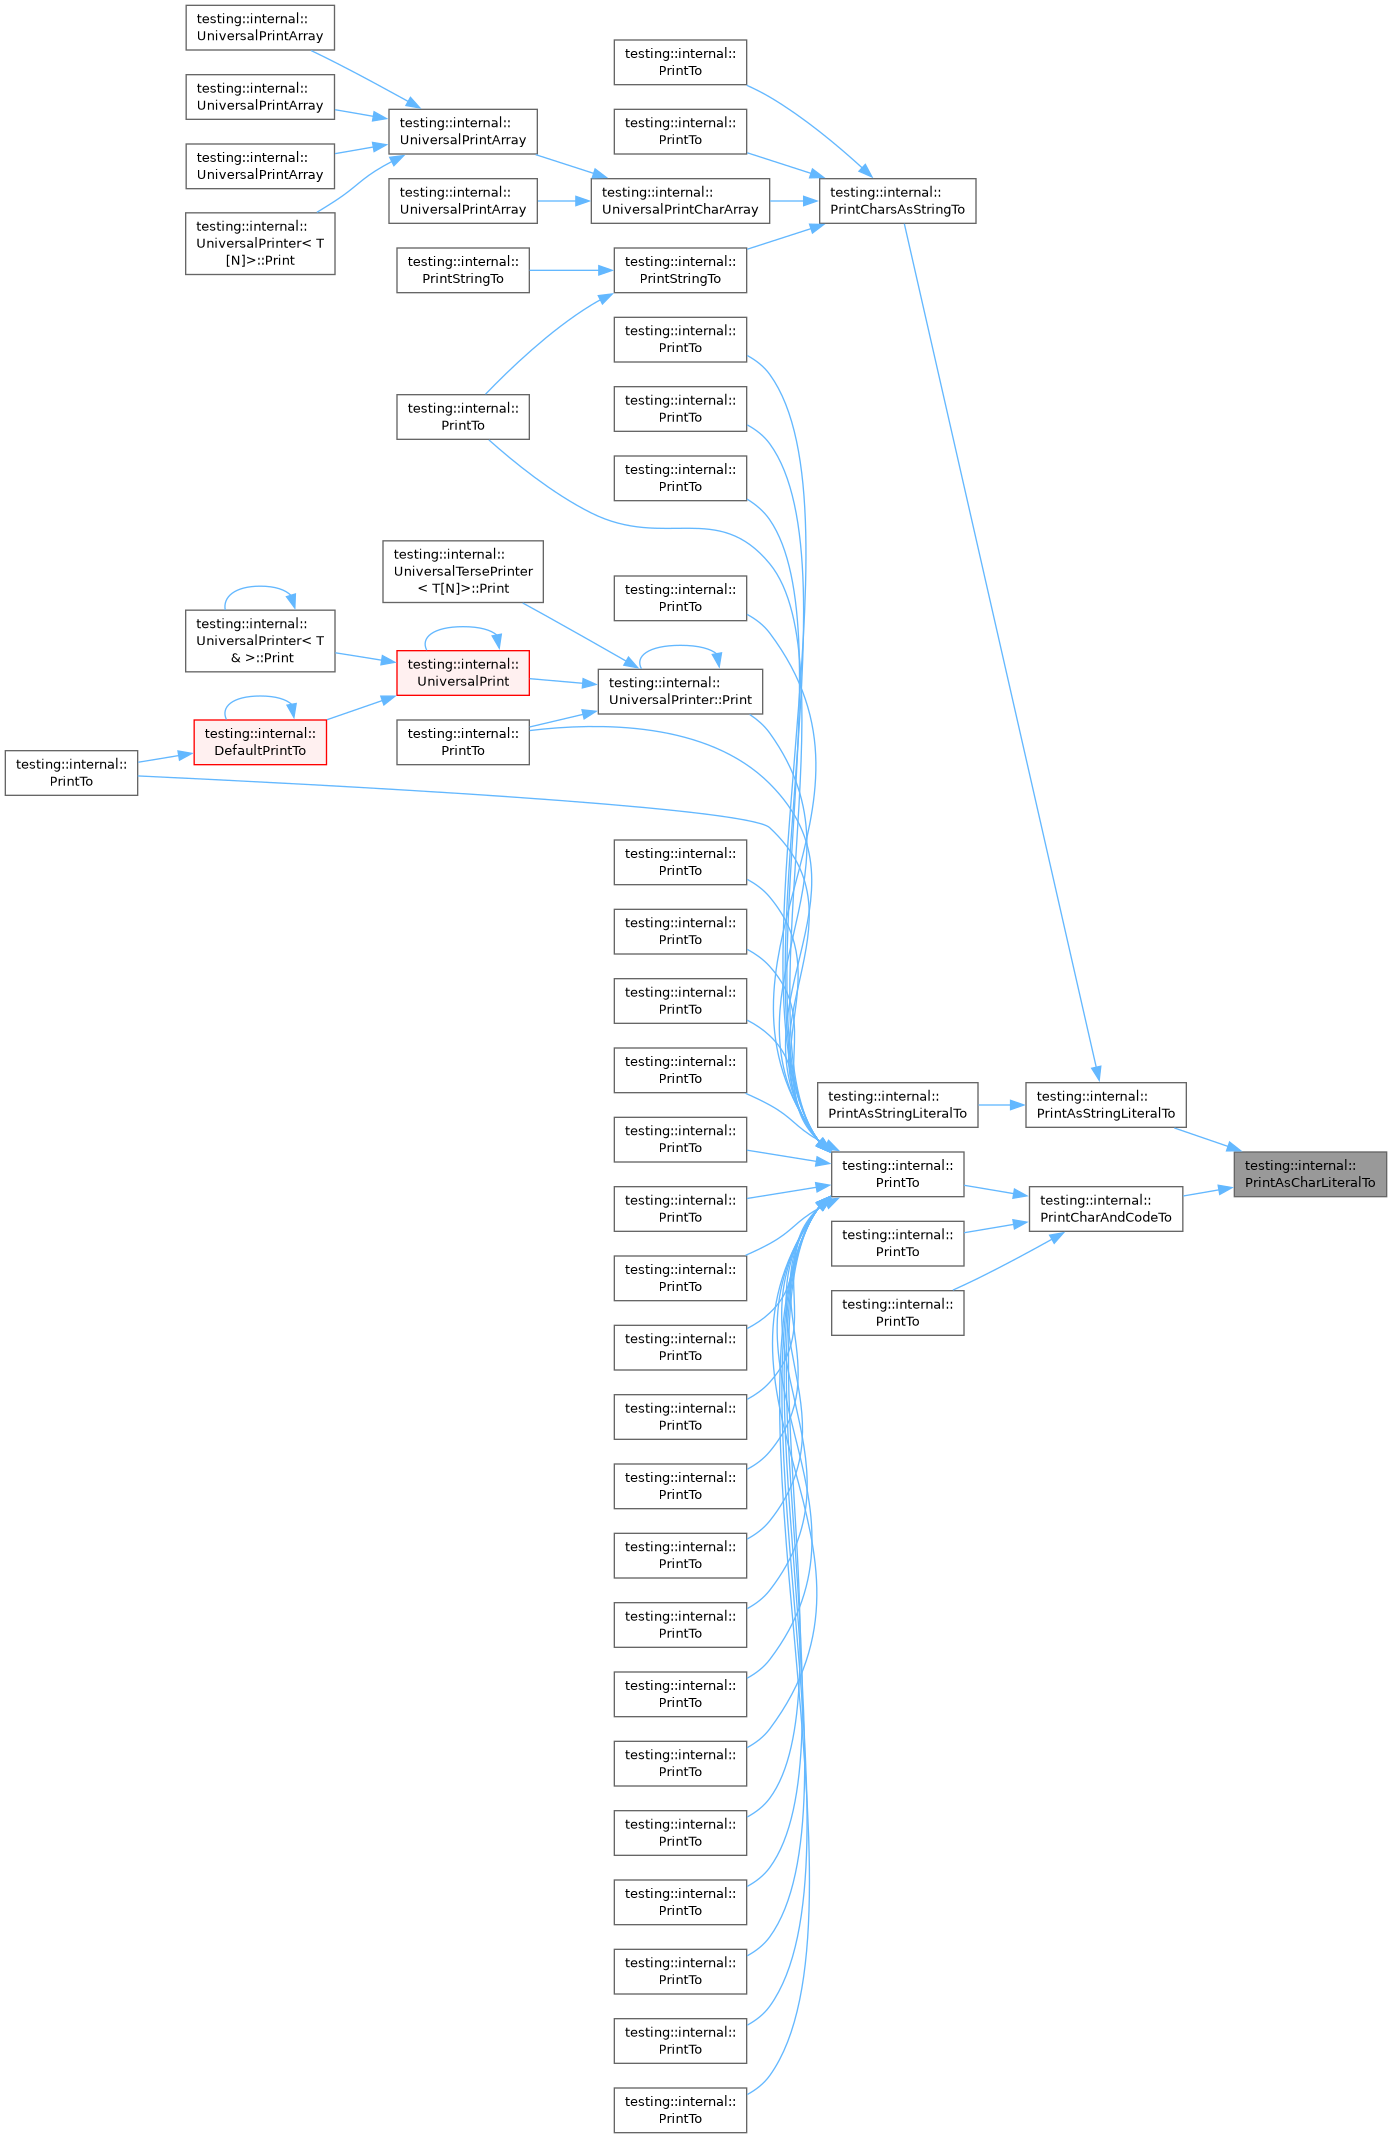 testing::internal::
UniversalPrintArray
testing::internal::
PrintTo
testing::internal::
UniversalPrintArray
testing::internal::
UniversalPrintArray
testing::internal::
PrintTo
testing::internal::
UniversalPrintArray
testing::internal::
UniversalPrintArray
testing::internal::
UniversalPrintCharArray
testing::internal::
PrintCharsAsStringTo
testing::internal::
UniversalPrinter< T
[N]>::Print
testing::internal::
PrintStringTo
testing::internal::
PrintStringTo
testing::internal::
PrintTo
testing::internal::
PrintTo
testing::internal::
PrintTo
testing::internal::
PrintTo
testing::internal::
UniversalTersePrinter
< T[N]>::Print
testing::internal::
PrintTo
testing::internal::
UniversalPrinter< T
& >::Print
testing::internal::
UniversalPrint
testing::internal::
UniversalPrinter::Print
testing::internal::
DefaultPrintTo
testing::internal::
PrintTo
testing::internal::
PrintTo
testing::internal::
PrintTo
testing::internal::
PrintTo
testing::internal::
PrintTo
testing::internal::
PrintTo
testing::internal::
PrintAsStringLiteralTo
testing::internal::
PrintAsStringLiteralTo
testing::internal::
PrintTo
testing::internal::
PrintTo
testing::internal::
PrintAsCharLiteralTo
testing::internal::
PrintTo
testing::internal::
PrintCharAndCodeTo
testing::internal::
PrintTo
testing::internal::
PrintTo
testing::internal::
PrintTo
testing::internal::
PrintTo
testing::internal::
PrintTo
testing::internal::
PrintTo
testing::internal::
PrintTo
testing::internal::
PrintTo
testing::internal::
PrintTo
testing::internal::
PrintTo
testing::internal::
PrintTo
testing::internal::
PrintTo
testing::internal::
PrintTo
testing::internal::
PrintTo
testing::internal::
PrintTo